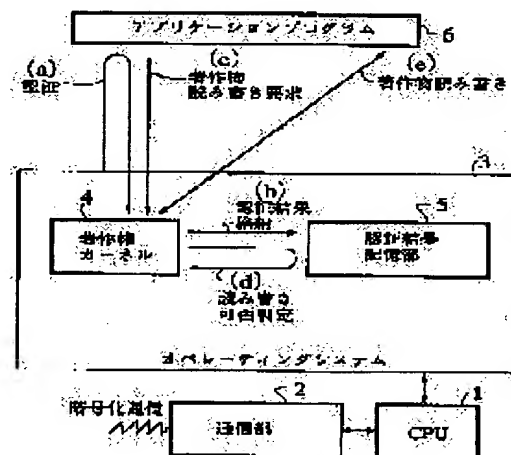 アプリケーションプログラム
6
(a)
認証
(c)
著作物
読み書き要求
(e)
著作物読み書き
3
4
著作権
カーネル
(b)
認証結果
格納
5
認証結果
記憶部
(d)
読み書き
可否判定
オペレーティングシステム
暗号化通信
2
通信部
1
CPU